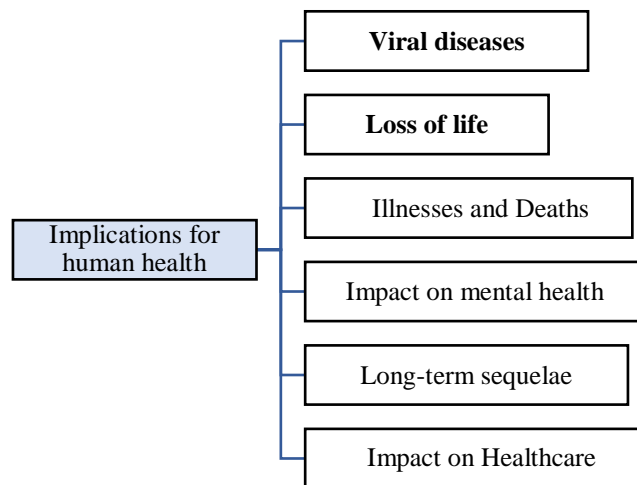 Viral diseases
Loss of life
Illnesses and Deaths
Implications for
human health
Impact on mental health
Long-term sequelae
Impact on Healthcare